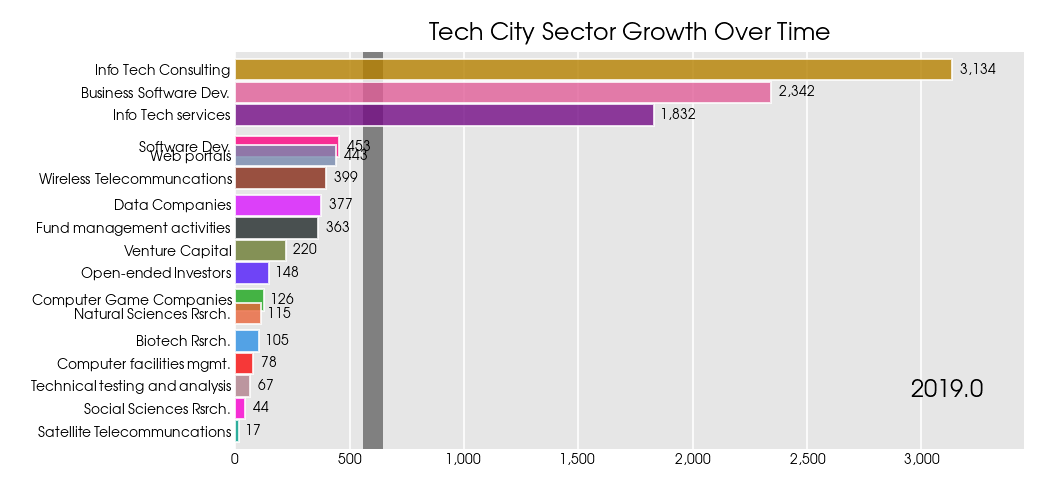 Tech City Sector Growth Over Time
Info Tech Consulting 3,134
Business Software Dev. 2,342
Info Tech services 1,832
Software Dev. 453
Web portals 443
Wireless Telecommuncations 399
Data Companies 377
Fund management activities 363
Venture Capital 220
Open-ended Investors 148
Computer Game Companies 126
Natural Sciences Rsrch. 115
Biotech Rsrch. 105
Computer facilities mgmt. 78
Technical testing and analysis 67
2019.0
Social Sciences Rsrch. 44
Satellite Telecommuncations 17
0 500 1,000 1,500 2,000 2,500 3,000